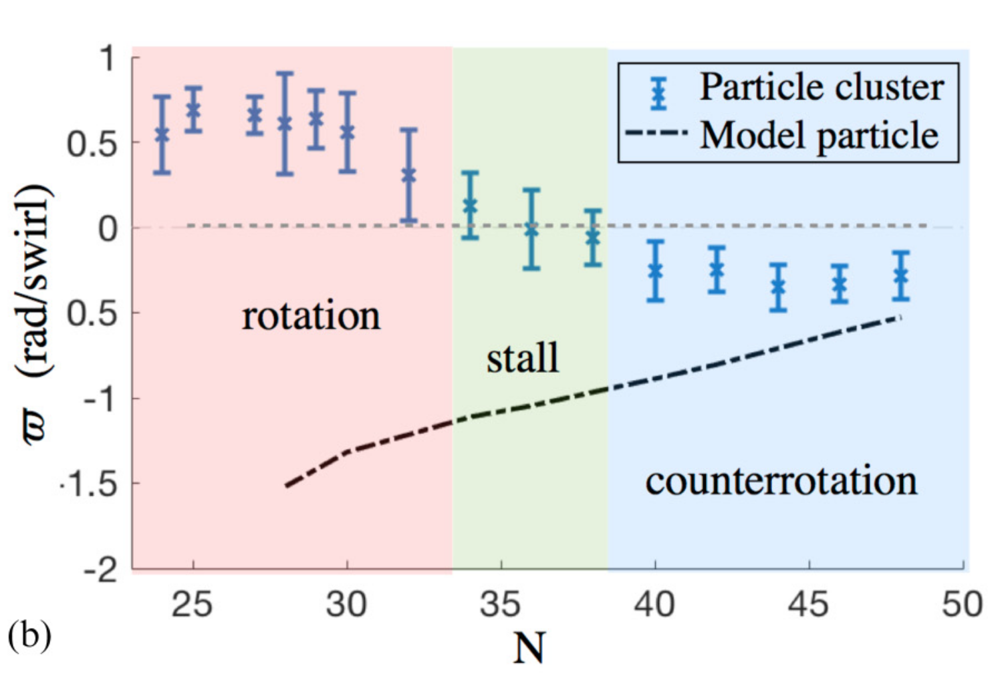 1
0.5
0
0.5
-1
·1.5
-2
ϖ (rad/swirl)
Particle cluster
Model particle
rotation
stall
counterrotation
25 30 35 40 45 50
N
(b)